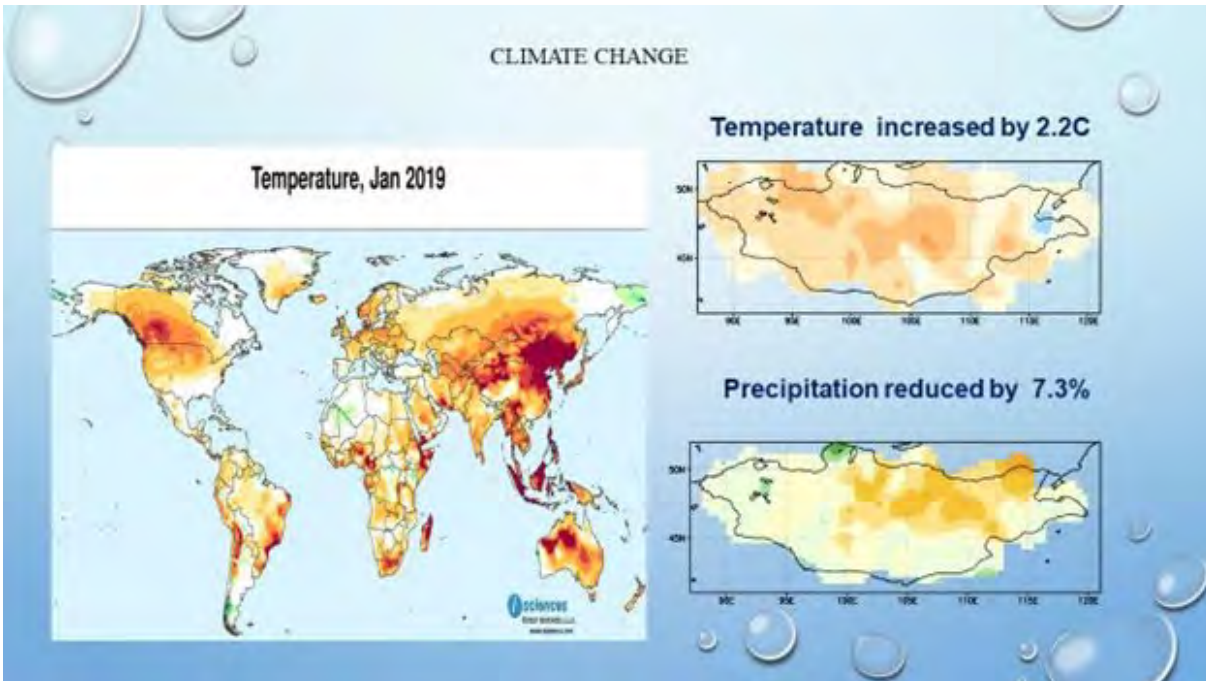 CLIMATE CHANGE
Temperature, Jan 2019
sciences
Temperature increased by 2.2C
50N
45N
90E 95E 100E 105E 110E 115E 120E
Precipitation reduced by 7.3%
50N
45N
90E 95E 100E 105E 110E 115E 120E